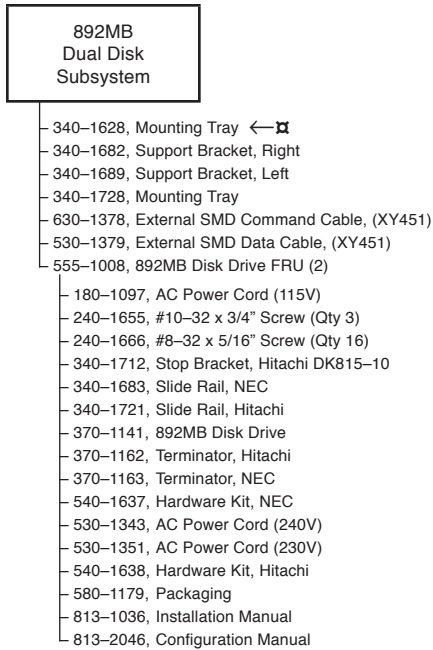 892MB
Dual Disk
Subsystem
340–1628, Mounting Tray ←¤
340–1682, Support Bracket, Right
340–1689, Support Bracket, Left
340–1728, Mounting Tray
630–1378, External SMD Command Cable, (XY451)
530–1379, External SMD Data Cable, (XY451)
555–1008, 892MB Disk Drive FRU (2)
180–1097, AC Power Cord (115V)
240–1655, #10–32 x 3/4” Screw (Qty 3)
240–1666, #8–32 x 5/16” Screw (Qty 16)
340–1712, Stop Bracket, Hitachi DK815–10
340–1683, Slide Rail, NEC
340–1721, Slide Rail, Hitachi
370–1141, 892MB Disk Drive
370–1162, Terminator, Hitachi
370–1163, Terminator, NEC
540–1637, Hardware Kit, NEC
530–1343, AC Power Cord (240V)
530–1351, AC Power Cord (230V)
540–1638, Hardware Kit, Hitachi
580–1179, Packaging
813–1036, Installation Manual
813–2046, Configuration Manual